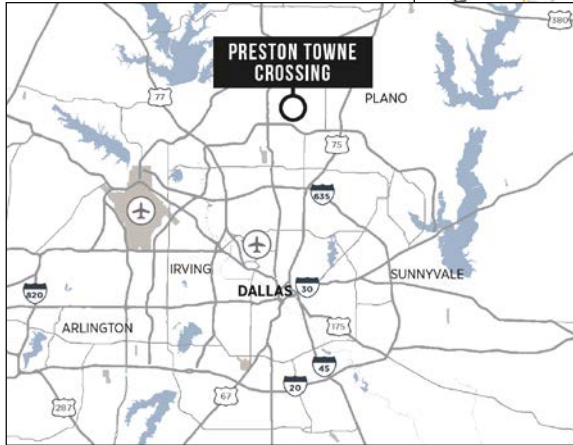 380
PRESTON TOWNE
CROSSING
77
PLANO
75
635
IRVING
SUNNYVALE
DALLAS
30
820
ARLINGTON
175
45
20
67
287